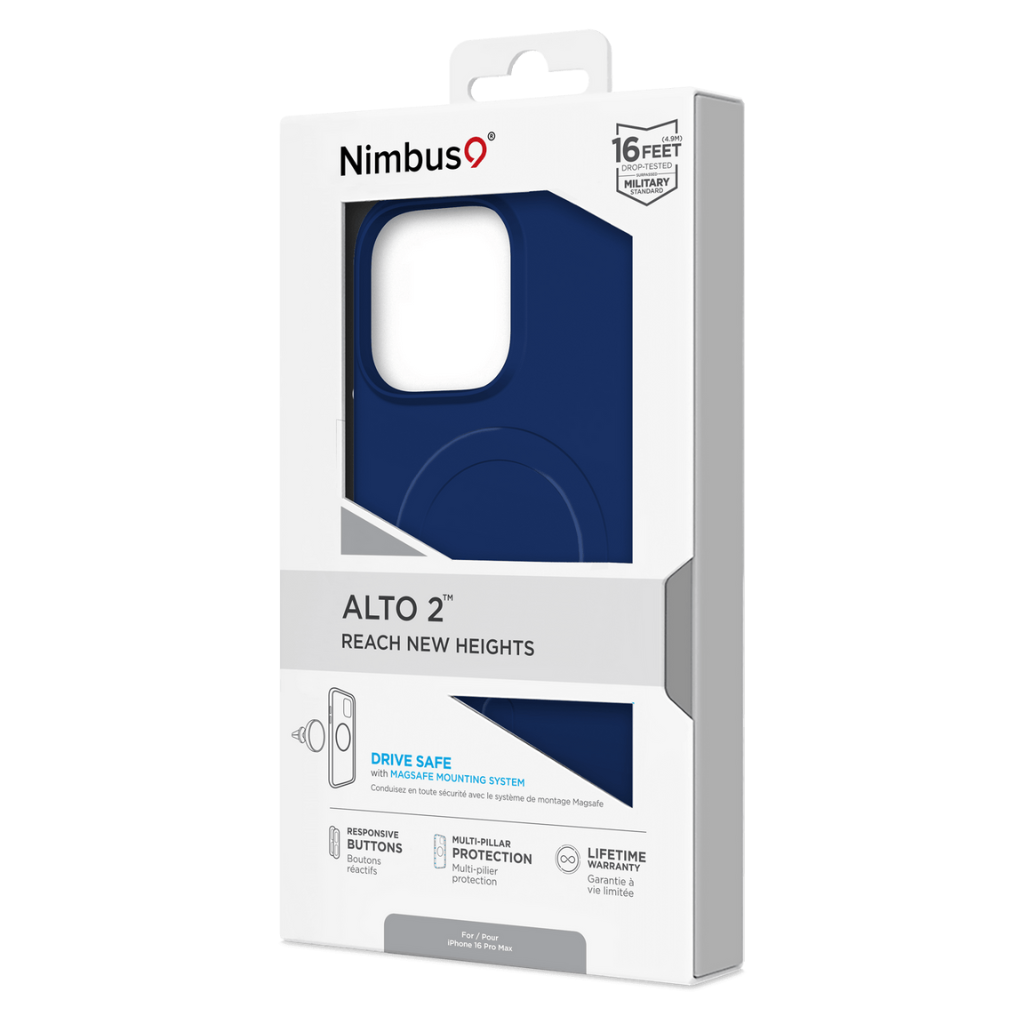 Nimbus9®
16 FEET (4.9M)
DROP-TESTED
SURPASSES
MILITARY
STANDARD
ALTO 2™
REACH NEW HEIGHTS
DRIVE SAFE
with MAGSAFE MOUNTING SYSTEM
Conduisez en toute sécurité avec le système de montage Magsafe
RESPONSIVE
BUTTONS
Boutons
réactifs
MULTI-PILLAR
PROTECTION
Multi-pilier
protection
LIFETIME
WARRANTY
Garantie à
vie limitée
For / Pour
iPhone 16 Pro Max